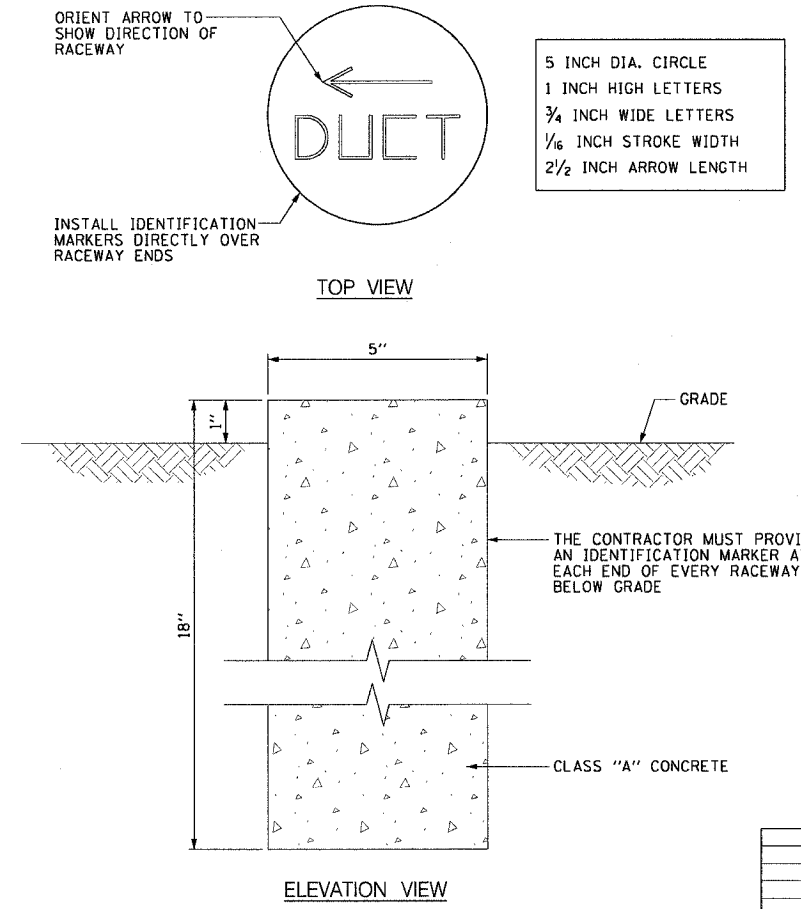 ORIENT ARROW TO
SHOW DIRECTION OF
RACEWAY
DUCT
5 INCH DIA. CIRCLE
1 INCH HIGH LETTERS
3/4 INCH WIDE LETTERS
1/16 INCH STROKE WIDTH
2 1/2 INCH ARROW LENGTH
INSTALL IDENTIFICATION
MARKERS DIRECTLY OVER
RACEWAY ENDS
TOP VIEW
5''
1''
GRADE
18''
THE CONTRACTOR MUST PROVI
AN IDENTIFICATION MARKER A
EACH END OF EVERY RACEWAY
BELOW GRADE
CLASS "A" CONCRETE
ELEVATION VIEW